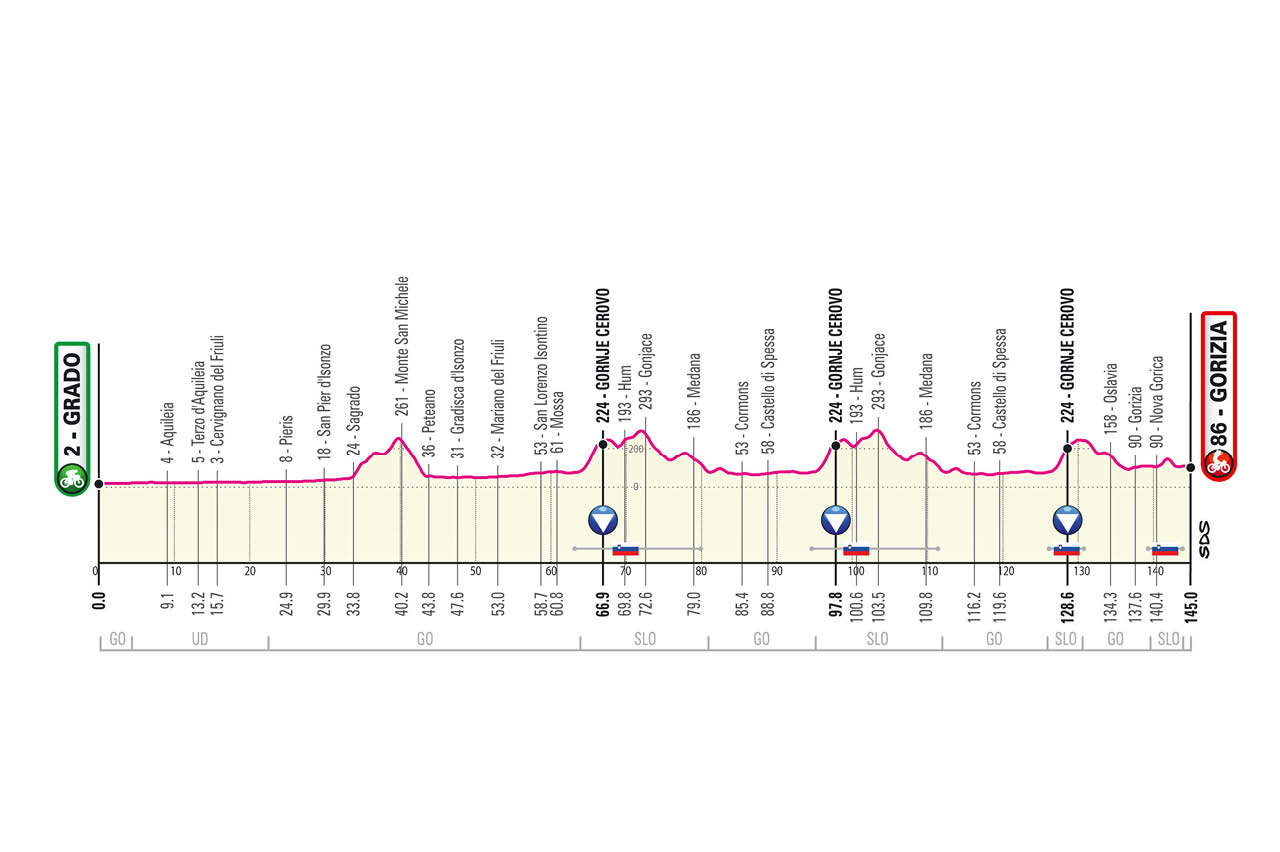 2 - GRADO
4 - Aquileia
5 - Terzo d'Aquileia
3 - Cervignano del Friuli
8 - Pieris
18 - San Pier d'Isonzo
24 - Sagrado
261 - Monte San Michele
36 - Peteano
31 - Gradisca d'Isonzo
32 - Mariano del Friuli
53 - San Lorenzo Isontino
61 - Mossa
224 - GORNJE CEROVO
193 - Hum
293 - Gonjace
186 - Medana
53 - Cormons
58 - Castello di Spessa
224 - GORNJE CEROVO
193 - Hum
293 - Gonjace
186 - Medana
53 - Cormons
58 - Castello di Spessa
224 - GORNJE CEROVO
158 - Oslavia
90 - Gorizia
90 - Nova Gorica
86 - GORIZIA
200
0
SDS
0 10 20 30 40 50 60 70 80 90 100 110 120 130 140
0.0 9.1 13.2 15.7 24.9 29.9 33.8 40.2 43.8 47.6 53.0 58.7 60.8 66.9 69.8 72.6 79.0 85.4 88.8 97.8 100.6 103.5 109.8 116.2 119.6 128.6 134.3 137.6 140.4 145.0
GO UD GO SLO GO SLO GO SLO GO SLO